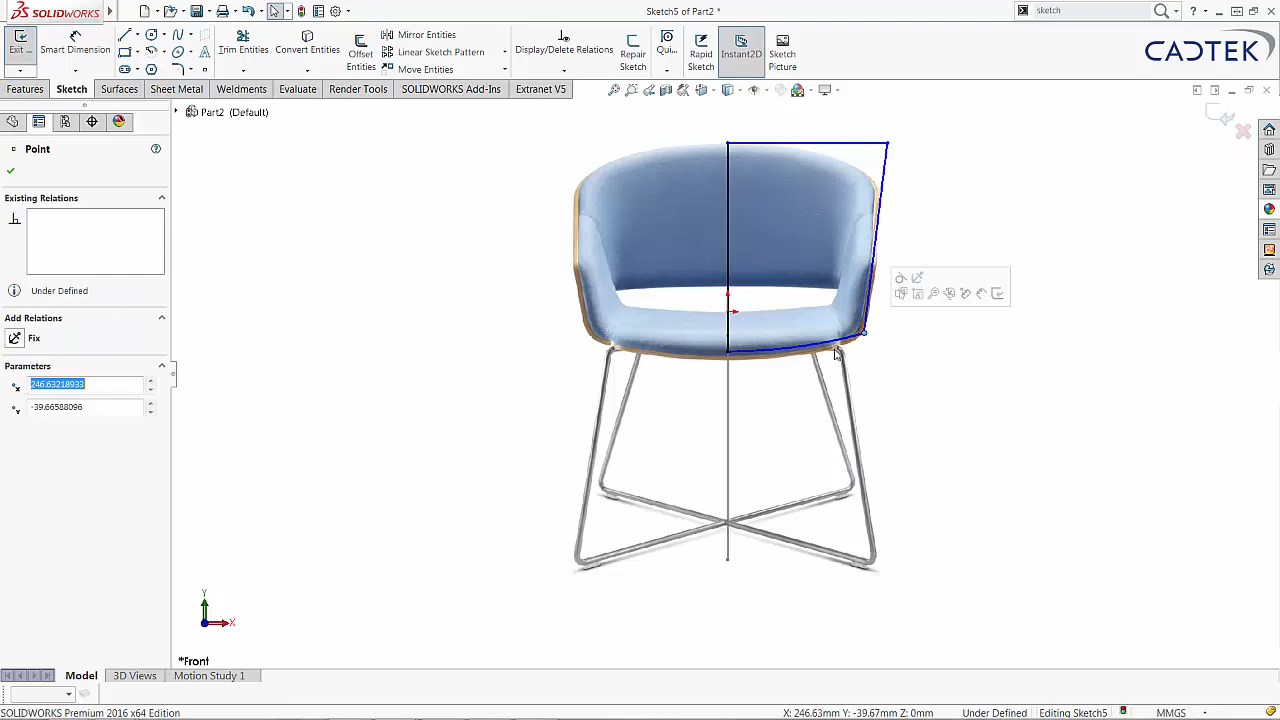 SOLIDWORKS
Sketch5 of Part2 *
sketch
Exit ...
Smart Dimension
Trim Entities
Convert Entities
Offset Entities
Mirror Entities
Linear Sketch Pattern
Move Entities
Display/Delete Relations
Repair Sketch
Qui...
Rapid Sketch
Instant2D
Sketch Picture
CADTEK
Features
Sketch
Surfaces
Sheet Metal
Weldments
Evaluate
Render Tools
SOLIDWORKS Add-Ins
Extranet V5
Part2 (Default)
Point
Existing Relations
Under Defined
Add Relations
Fix
Parameters
246.63218933
-39.66588096
Y
X
*Front
Model
3D Views
Motion Study 1
SOLIDWORKS Premium 2016 x64 Edition
X: 246.63mm Y: -39.67mm Z: 0mm
Under Defined
Editing Sketch5
MMGS